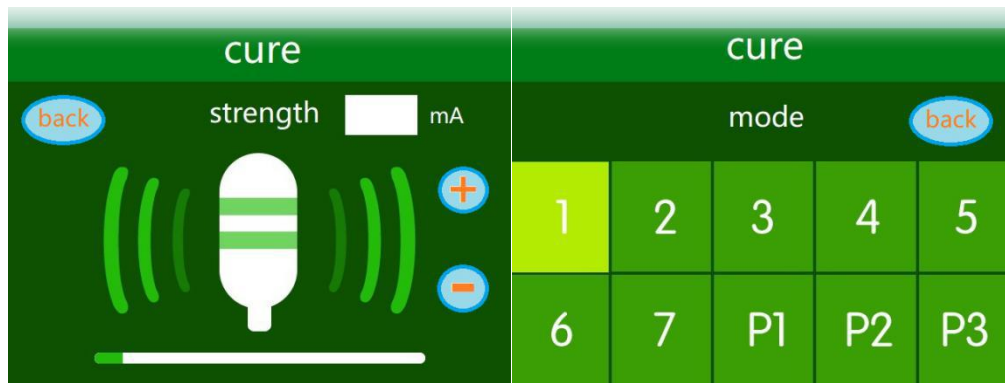 cure
back strength mA
+
-
cure
mode back
1 2 3 4 5
6 7 P1 P2 P3